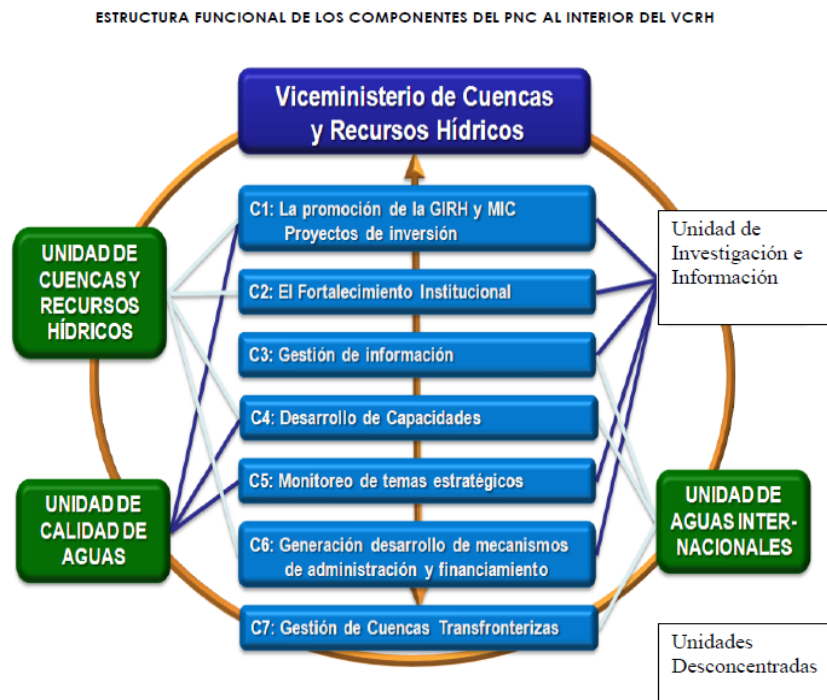 ESTRUCTURA FUNCIONAL DE LOS COMPONENTES DEL PNC AL INTERIOR DEL VCRH
Viceministerio de Cuencas
y Recursos Hídricos
C1: La promoción de la GIRH y MIC
Proyectos de inversión
C2: El Fortalecimiento Institucional
C3: Gestión de información
C4: Desarrollo de Capacidades
C5: Monitoreo de temas estratégicos
C6: Generación desarrollo de mecanismos
de administración y financiamiento
C7: Gestión de Cuencas Transfronterizas
UNIDAD DE
CUENCAS Y
RECURSOS
HÍDRICOS
UNIDAD DE
CALIDAD DE
AGUAS
Unidad de
Investigación e
Información
UNIDAD DE
AGUAS INTER-
NACIONALES
Unidades
Desconcentradas